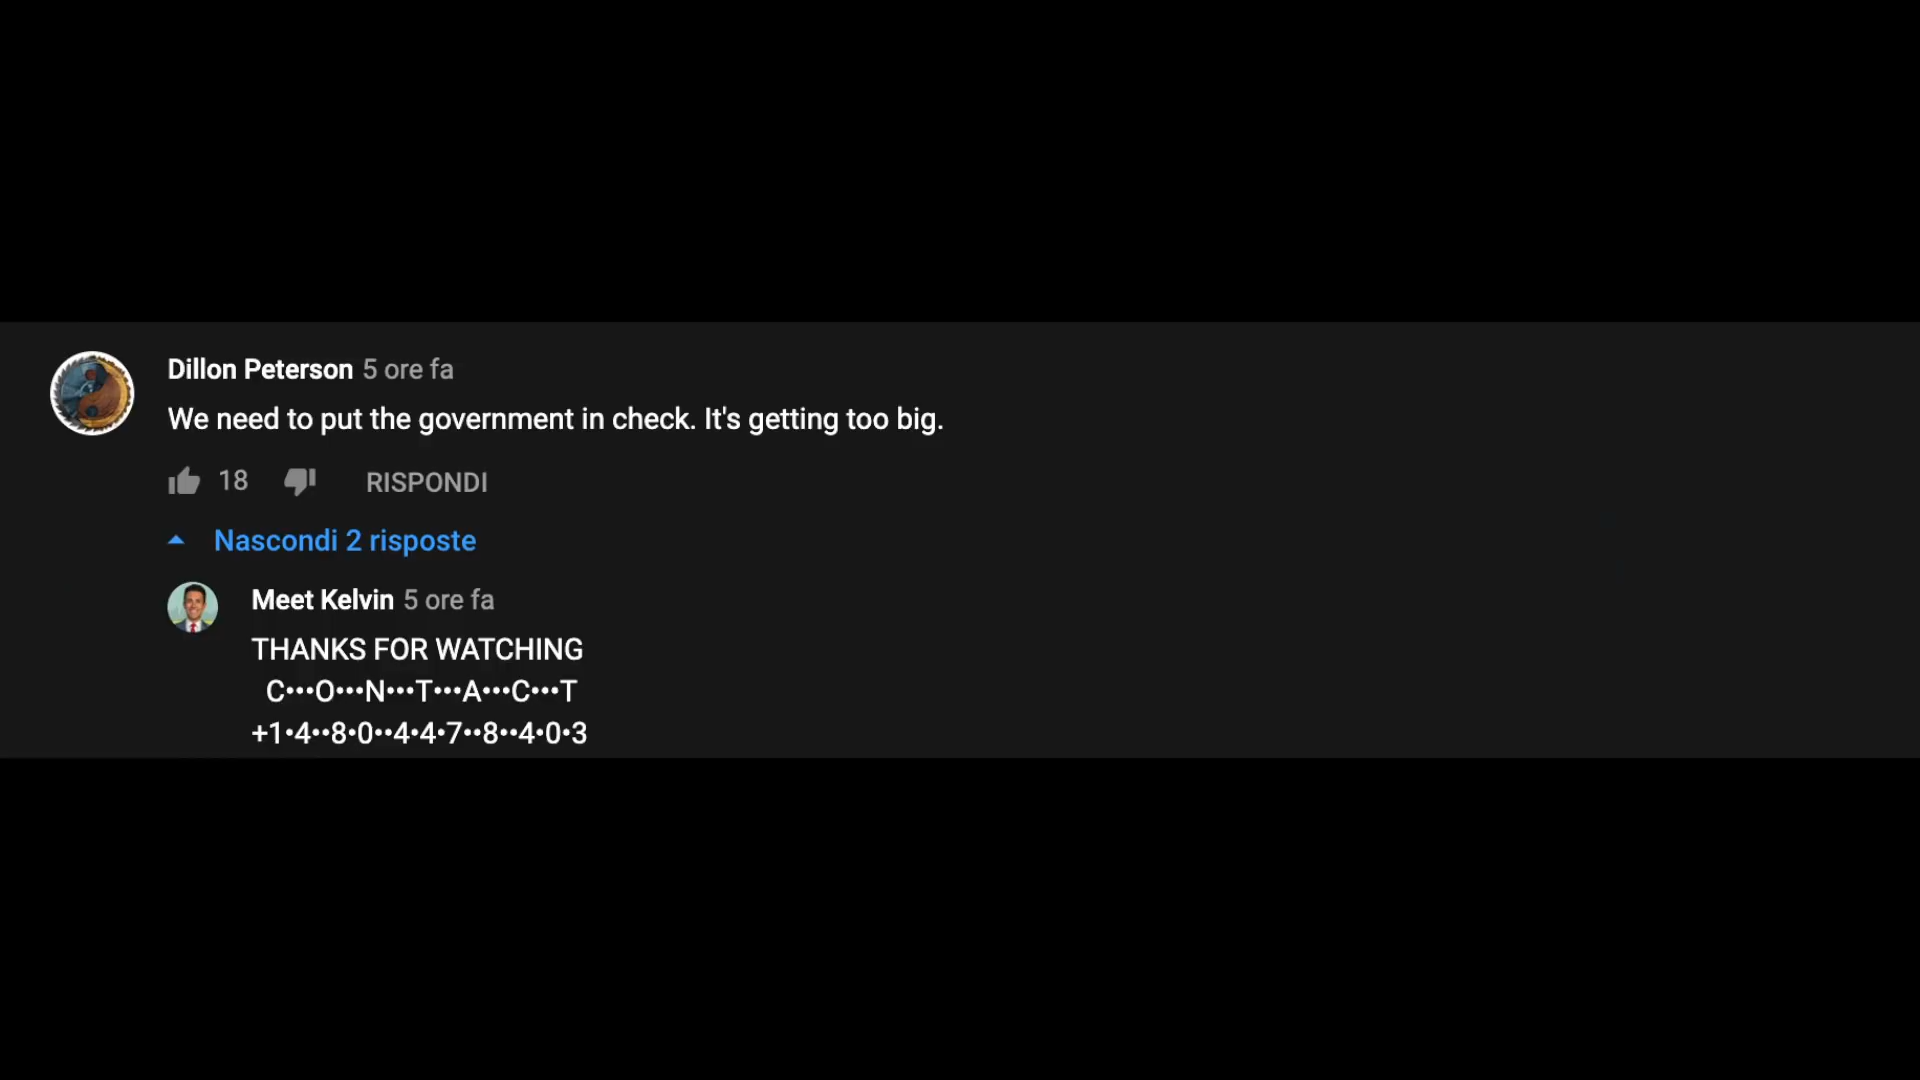 Dillon Peterson 5 ore fa
We need to put the government in check. It's getting too big.
18 RISPONDI
Nascondi 2 risposte
Meet Kelvin 5 ore fa
THANKS FOR WATCHING
C•••O•••N•••T•••A•••C•••T
+1•4••8•0••4•4•7••8••4•0•3